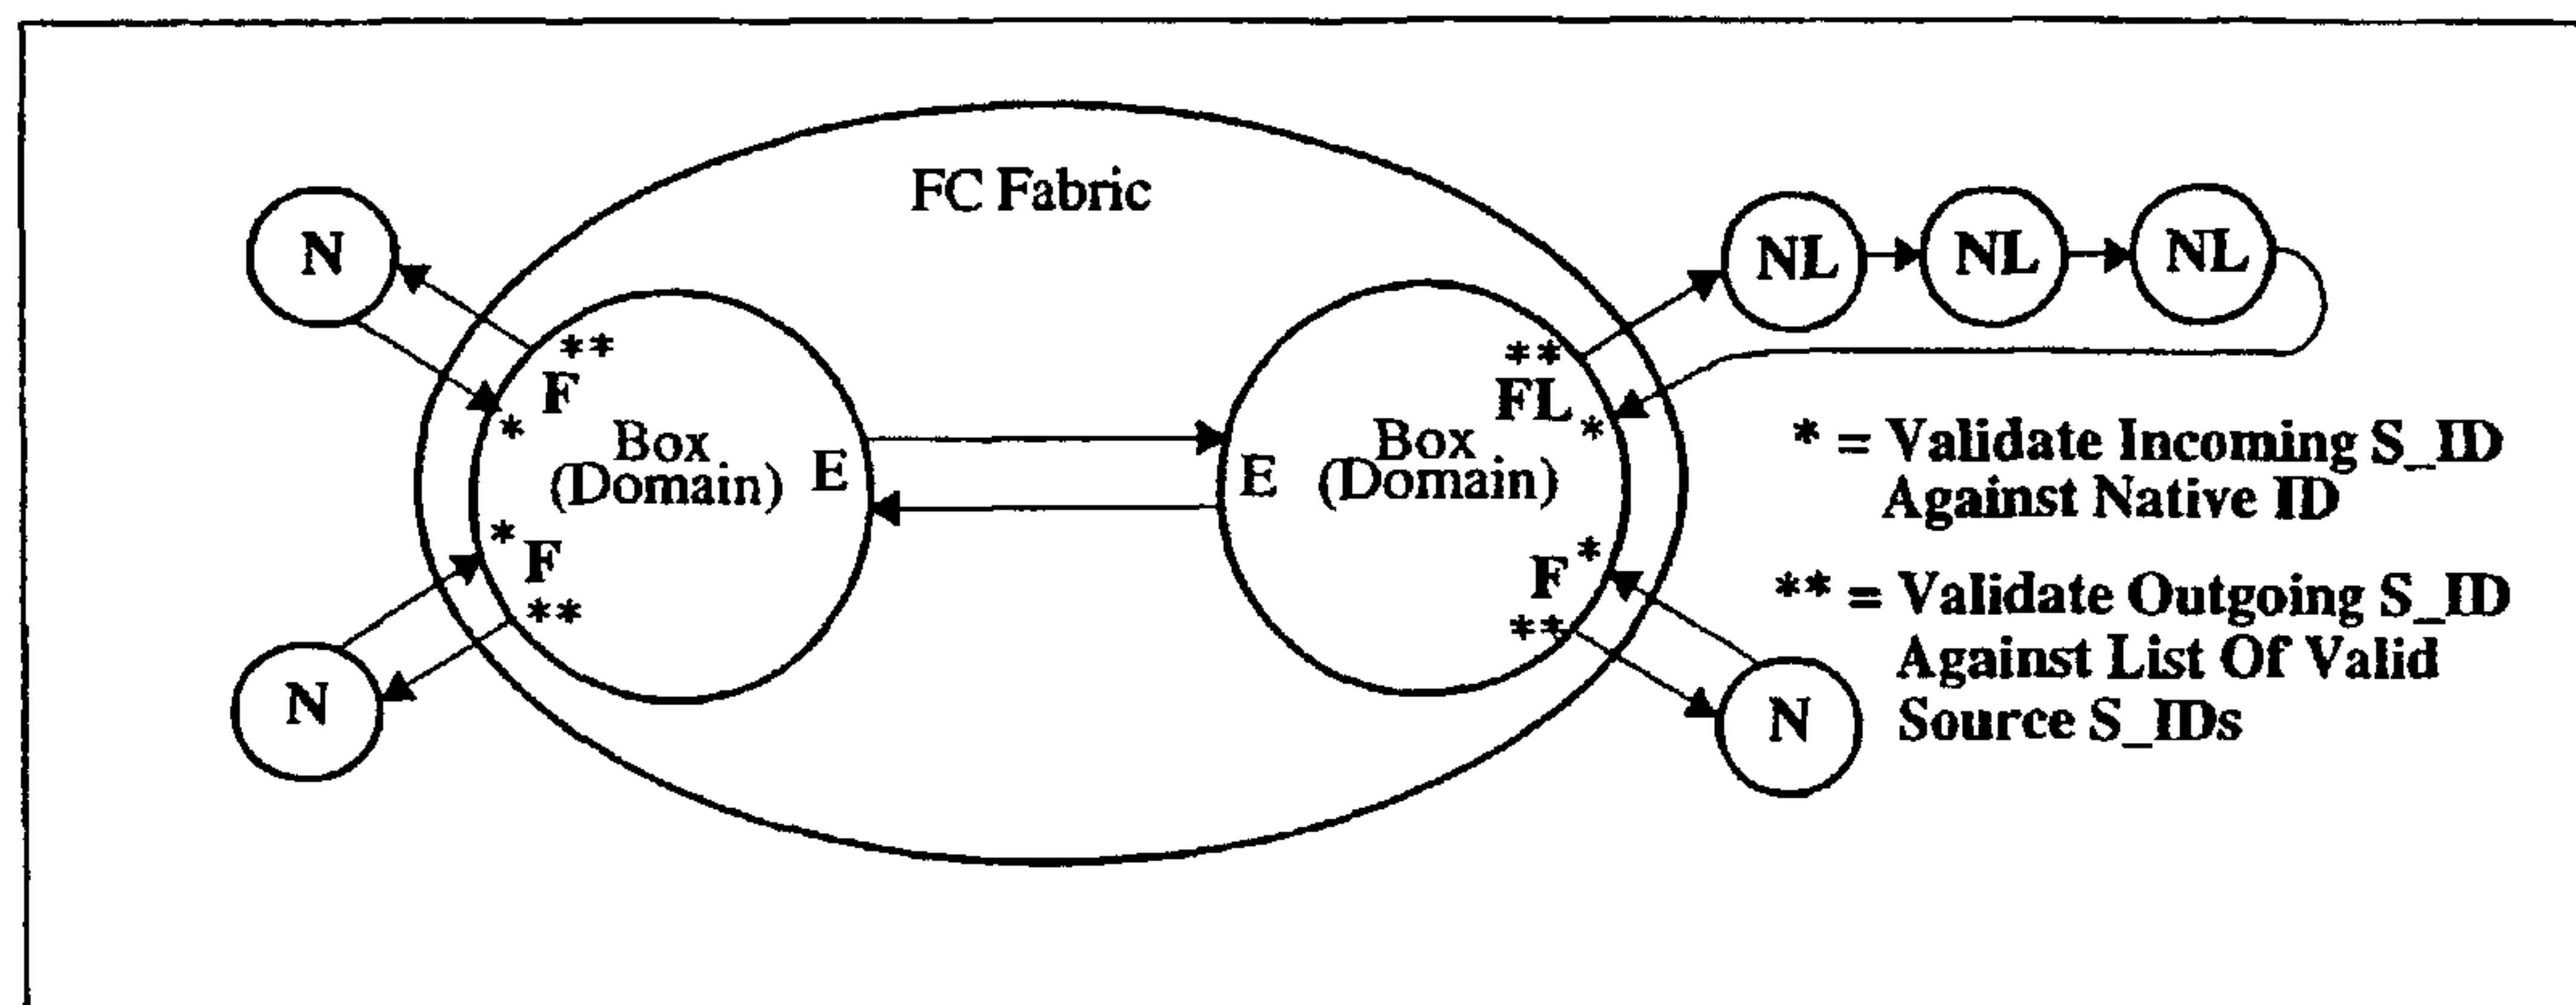 FC Fabric
N
NL
NL
NL
**
F
*
Box
(Domain)
E
*
F
**
N
**
FL
*
Box
(Domain)
E
*
F
**
N
* = Validate Incoming S_ID
Against Native ID
** = Validate Outgoing S_ID
Against List Of Valid
Source S_IDs